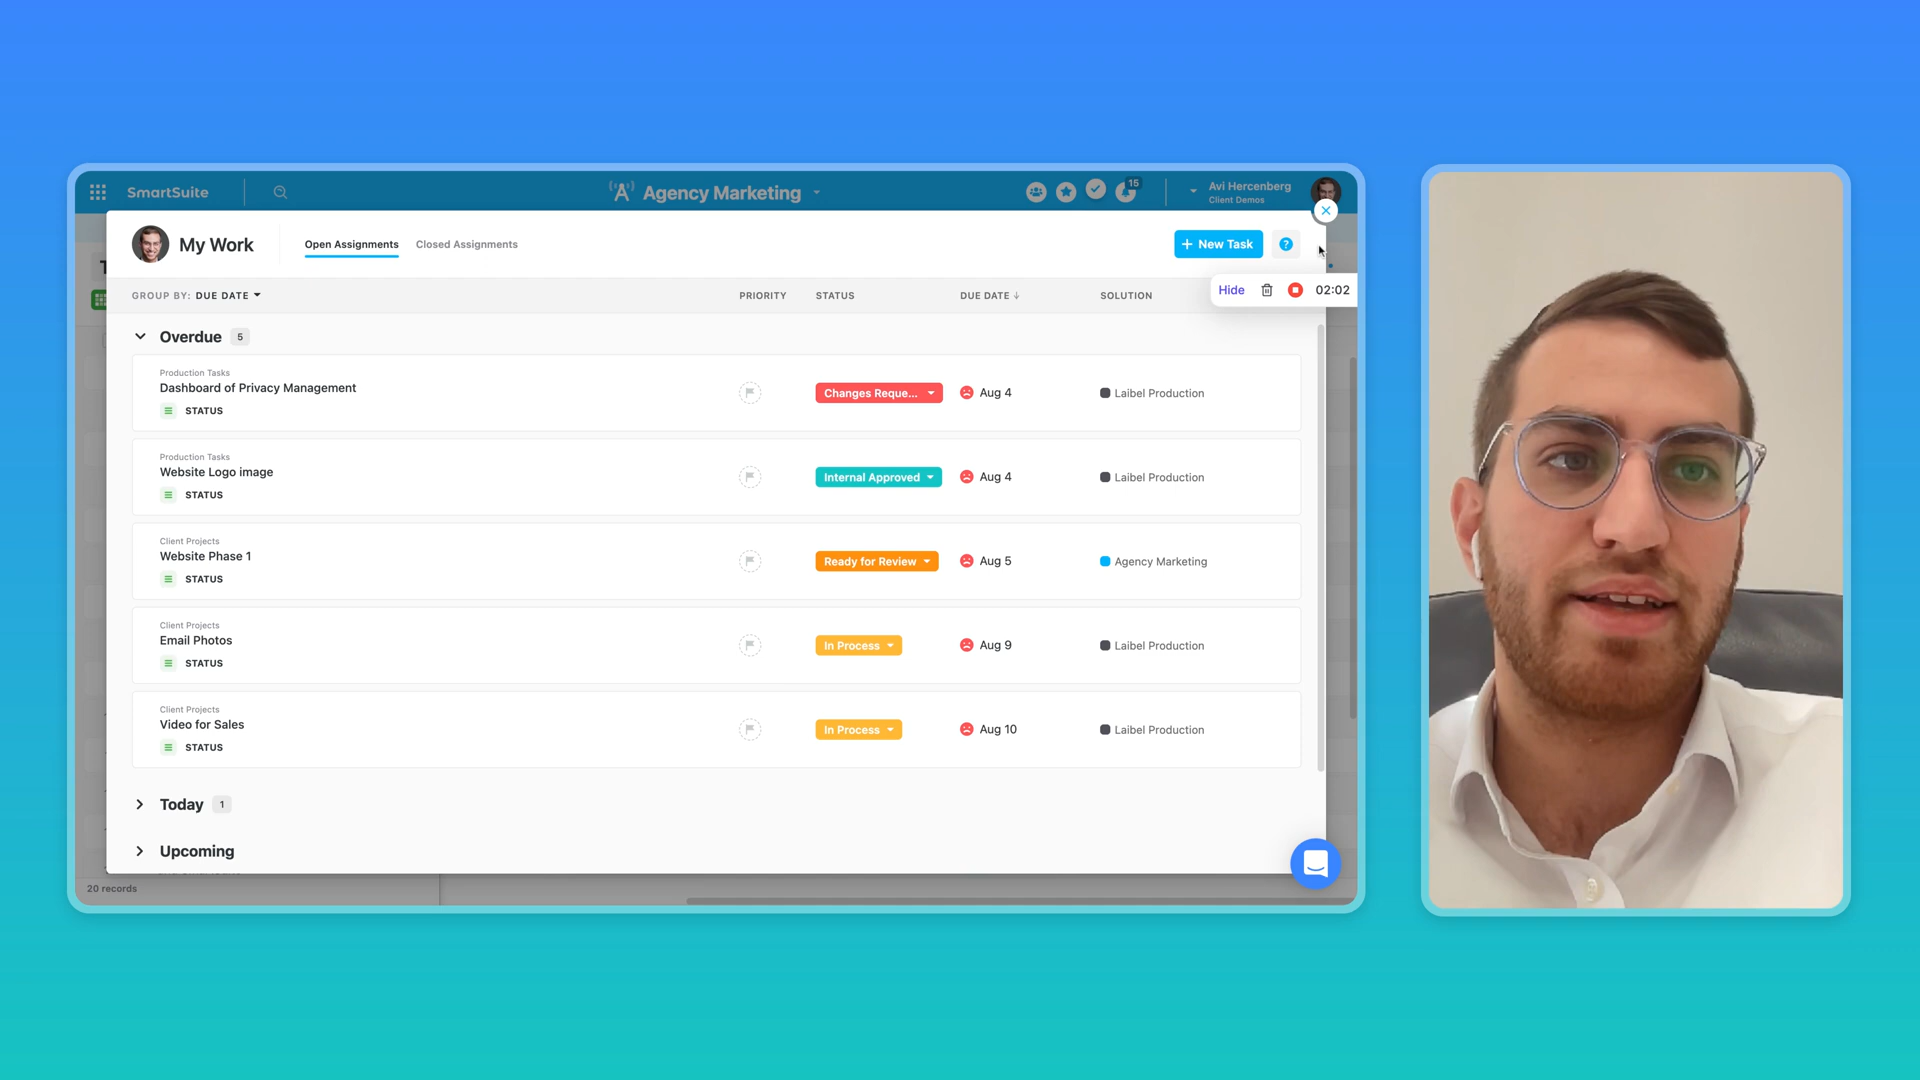 SmartSuite
Agency Marketing
15
Avi Hercenberg
Client Demos
My Work
Open Assignments
Closed Assignments
+ New Task
?
Hide
02:02
GROUP BY: DUE DATE
PRIORITY
STATUS
DUE DATE ↓
SOLUTION
Overdue 5
Production Tasks
Dashboard of Privacy Management
STATUS
Changes Reque...
Aug 4
Laibel Production
Production Tasks
Website Logo image
STATUS
Internal Approved
Aug 4
Laibel Production
Client Projects
Website Phase 1
STATUS
Ready for Review
Aug 5
Agency Marketing
Client Projects
Email Photos
STATUS
In Process
Aug 9
Laibel Production
Client Projects
Video for Sales
STATUS
In Process
Aug 10
Laibel Production
Today 1
Upcoming
20 records